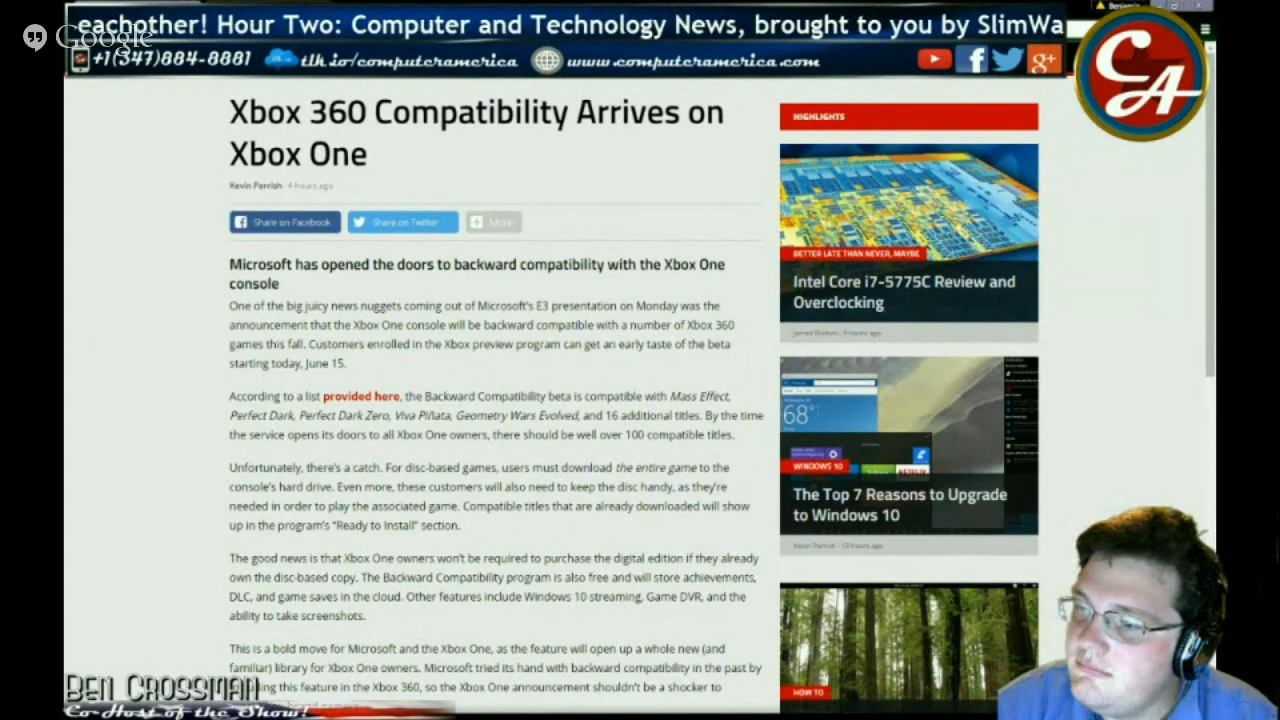 eachother! Hour Two: Computer and Technology News, brought to you by SlimWa
Google
+1(347)884-8881 tlk.io/computeramerica www.computeramerica.com
CA
Xbox 360 Compatibility Arrives on
Xbox One
Kevin Parrish 4 hours ago
Share on Facebook Share on Twitter More
Microsoft has opened the doors to backward compatibility with the Xbox One
console
One of the big juicy news nuggets coming out of Microsoft's E3 presentation on Monday was the
announcement that the Xbox One console will be backward compatible with a number of Xbox 360
games this fall. Customers enrolled in the Xbox preview program can get an early taste of the beta
starting today, June 15.
According to a list provided here, the Backward Compatibility beta is compatible with Mass Effect,
Perfect Dark, Perfect Dark Zero, Viva Piñata, Geometry Wars Evolved, and 16 additional titles. By the time
the service opens its doors to all Xbox One owners, there should be well over 100 compatible titles.
Unfortunately, there's a catch. For disc-based games, users must download the entire game to the
console's hard drive. Even more, these customers will also need to keep the disc handy, as they're
needed in order to play the associated game. Compatible titles that are already downloaded will show
up in the program's "Ready to Install" section.
The good news is that Xbox One owners won't be required to purchase the digital edition if they already
own the disc-based copy. The Backward Compatibility program is also free and will store achievements,
DLC, and game saves in the cloud. Other features include Windows 10 streaming, Game DVR, and the
ability to take screenshots.
This is a bold move for Microsoft and the Xbox One, as the feature will open up a whole new (and
familiar) library for Xbox One owners. Microsoft tried its hand with backward compatibility in the past by
this feature in the Xbox 360, so the Xbox One announcement shouldn't be a shocker to
HIGHLIGHTS
BETTER LATE THAN NEVER, MAYBE
Intel Core i7-5775C Review and
Overclocking
9 hours ago
68°
NETFLIX
WINDOWS 10
The Top 7 Reasons to Upgrade
to Windows 10
Kevin Parrish - 13 hours ago
HOW TO
Ben Crossman
Co-Host of the Show!